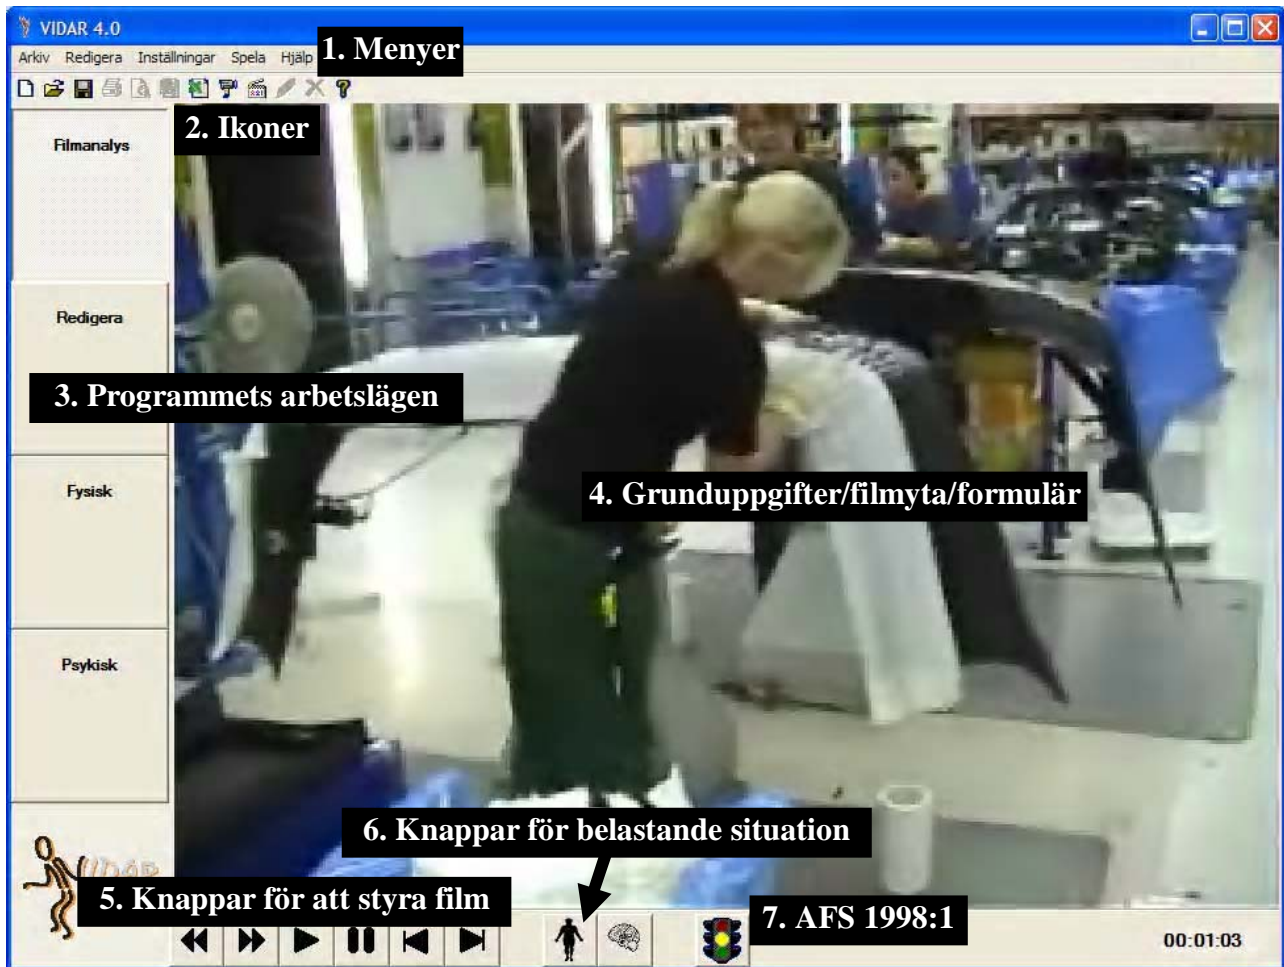 VIDAR 4.0
Arkiv Redigera Inställningar Spela Hjälp
1. Menyer
2. Ikoner
Filmanalys
Redigera
3. Programmets arbetslägen
Fysisk
4. Grunduppgifter/filmyta/formulär
Psykisk
6. Knappar för belastande situation
VIDAR
5. Knappar för att styra film
7. AFS 1998:1
00:01:03